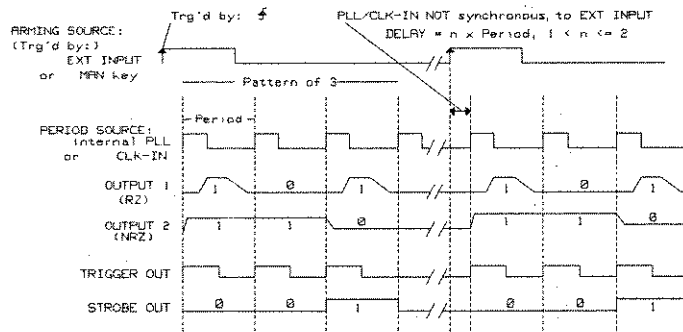 Trg'd by:
PLL/CLK-IN NOT synchronous, to EXT INPUT
DELAY = n x Period, 1 < n <= 2
ARMING SOURCE:
(Trg'd by:)
EXT INPUT
or MAN key
Pattern of 3
Period
PERIOD SOURCE:
internal PLL
or CLK-IN
OUTPUT 1
(RZ)
1 0 1 1 0 1
OUTPUT 2
(NRZ)
1 1 0 1 1 0
TRIGGER OUT
STROBE OUT
0 0 1 0 0 1